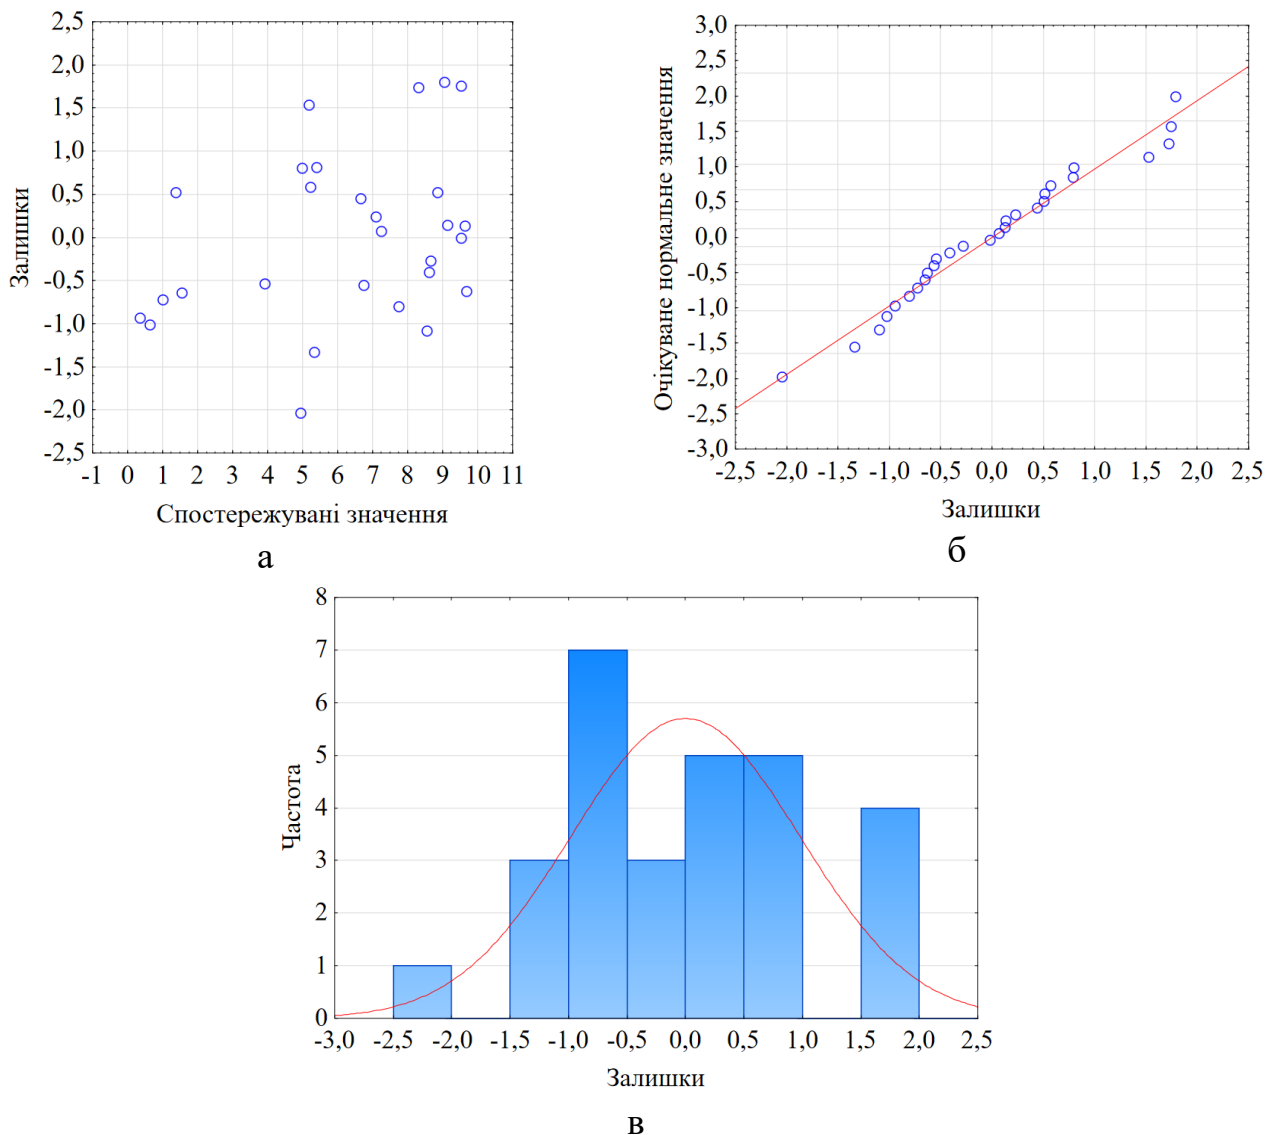 2,5
2,0
1,5
1,0
0,5
0,0
-0,5
-1,0
-1,5
-2,0
-2,5
Залишки
-1 0 1 2 3 4 5 6 7 8 9 10 11
Спостережувані значення
а
3,0
2,5
2,0
1,5
1,0
0,5
0,0
-0,5
-1,0
-1,5
-2,0
-2,5
-3,0
Очікуване нормальне значення
-2,5 -2,0 -1,5 -1,0 -0,5 0,0 0,5 1,0 1,5 2,0 2,5
Залишки
б
8
7
6
5
4
3
2
1
0
Частота
-3,0 -2,5 -2,0 -1,5 -1,0 -0,5 0,0 0,5 1,0 1,5 2,0 2,5
Залишки
в